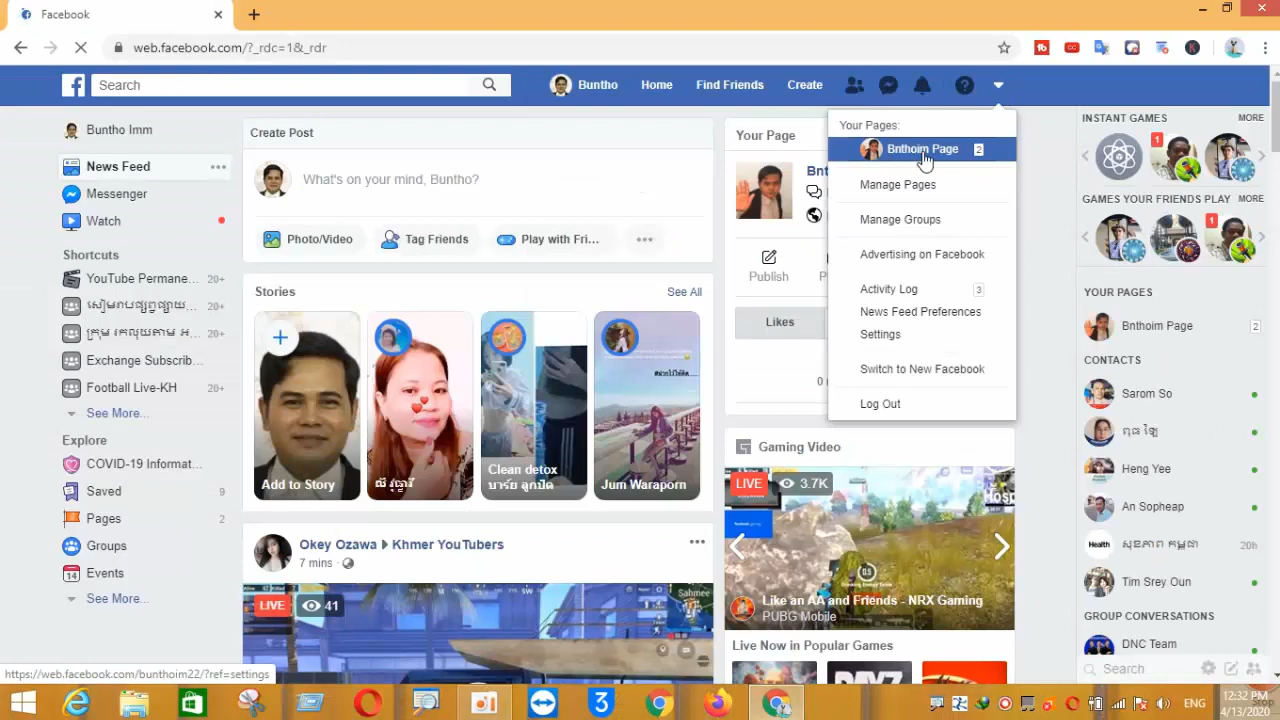 Facebook
web.facebook.com/?_rdc=1&_rdr
Search
Buntho
Home
Find Friends
Create
Buntho Imm
News Feed
Messenger
Watch
Shortcuts
YouTube Permane... 20+
20+
20+
Exchange Subscrib...
Football Live-KH 20+
See More...
Explore
COVID-19 Informat...
Saved 9
Pages 2
Groups
Events
See More...
Create Post
What's on your mind, Buntho?
Photo/Video
Tag Friends
Play with Fri...
Stories
See All
Add to Story
Clean detox
Jum Waraporn
Okey Ozawa
Khmer YouTubers
7 mins
LIVE 41
Your Page
Publish
Likes
Your Pages:
Bnthoim Page 2
Manage Pages
Manage Groups
Advertising on Facebook
Activity Log 3
News Feed Preferences
Settings
Switch to New Facebook
Log Out
Gaming Video
LIVE 3.7K
Like an AA and Friends - NRX Gaming
PUBG Mobile
Live Now in Popular Games
INSTANT GAMES MORE
1
GAMES YOUR FRIENDS PLAY MORE
1
YOUR PAGES
Bnthoim Page 2
CONTACTS
Sarom So
Heng Yee
An Sopheap
Health
20h
Tim Srey Oun
GROUP CONVERSATIONS
DNC Team
Search
https://web.facebook.com/bunthoim22/?ref=settings
ENG
12:32 PM
4/13/2020